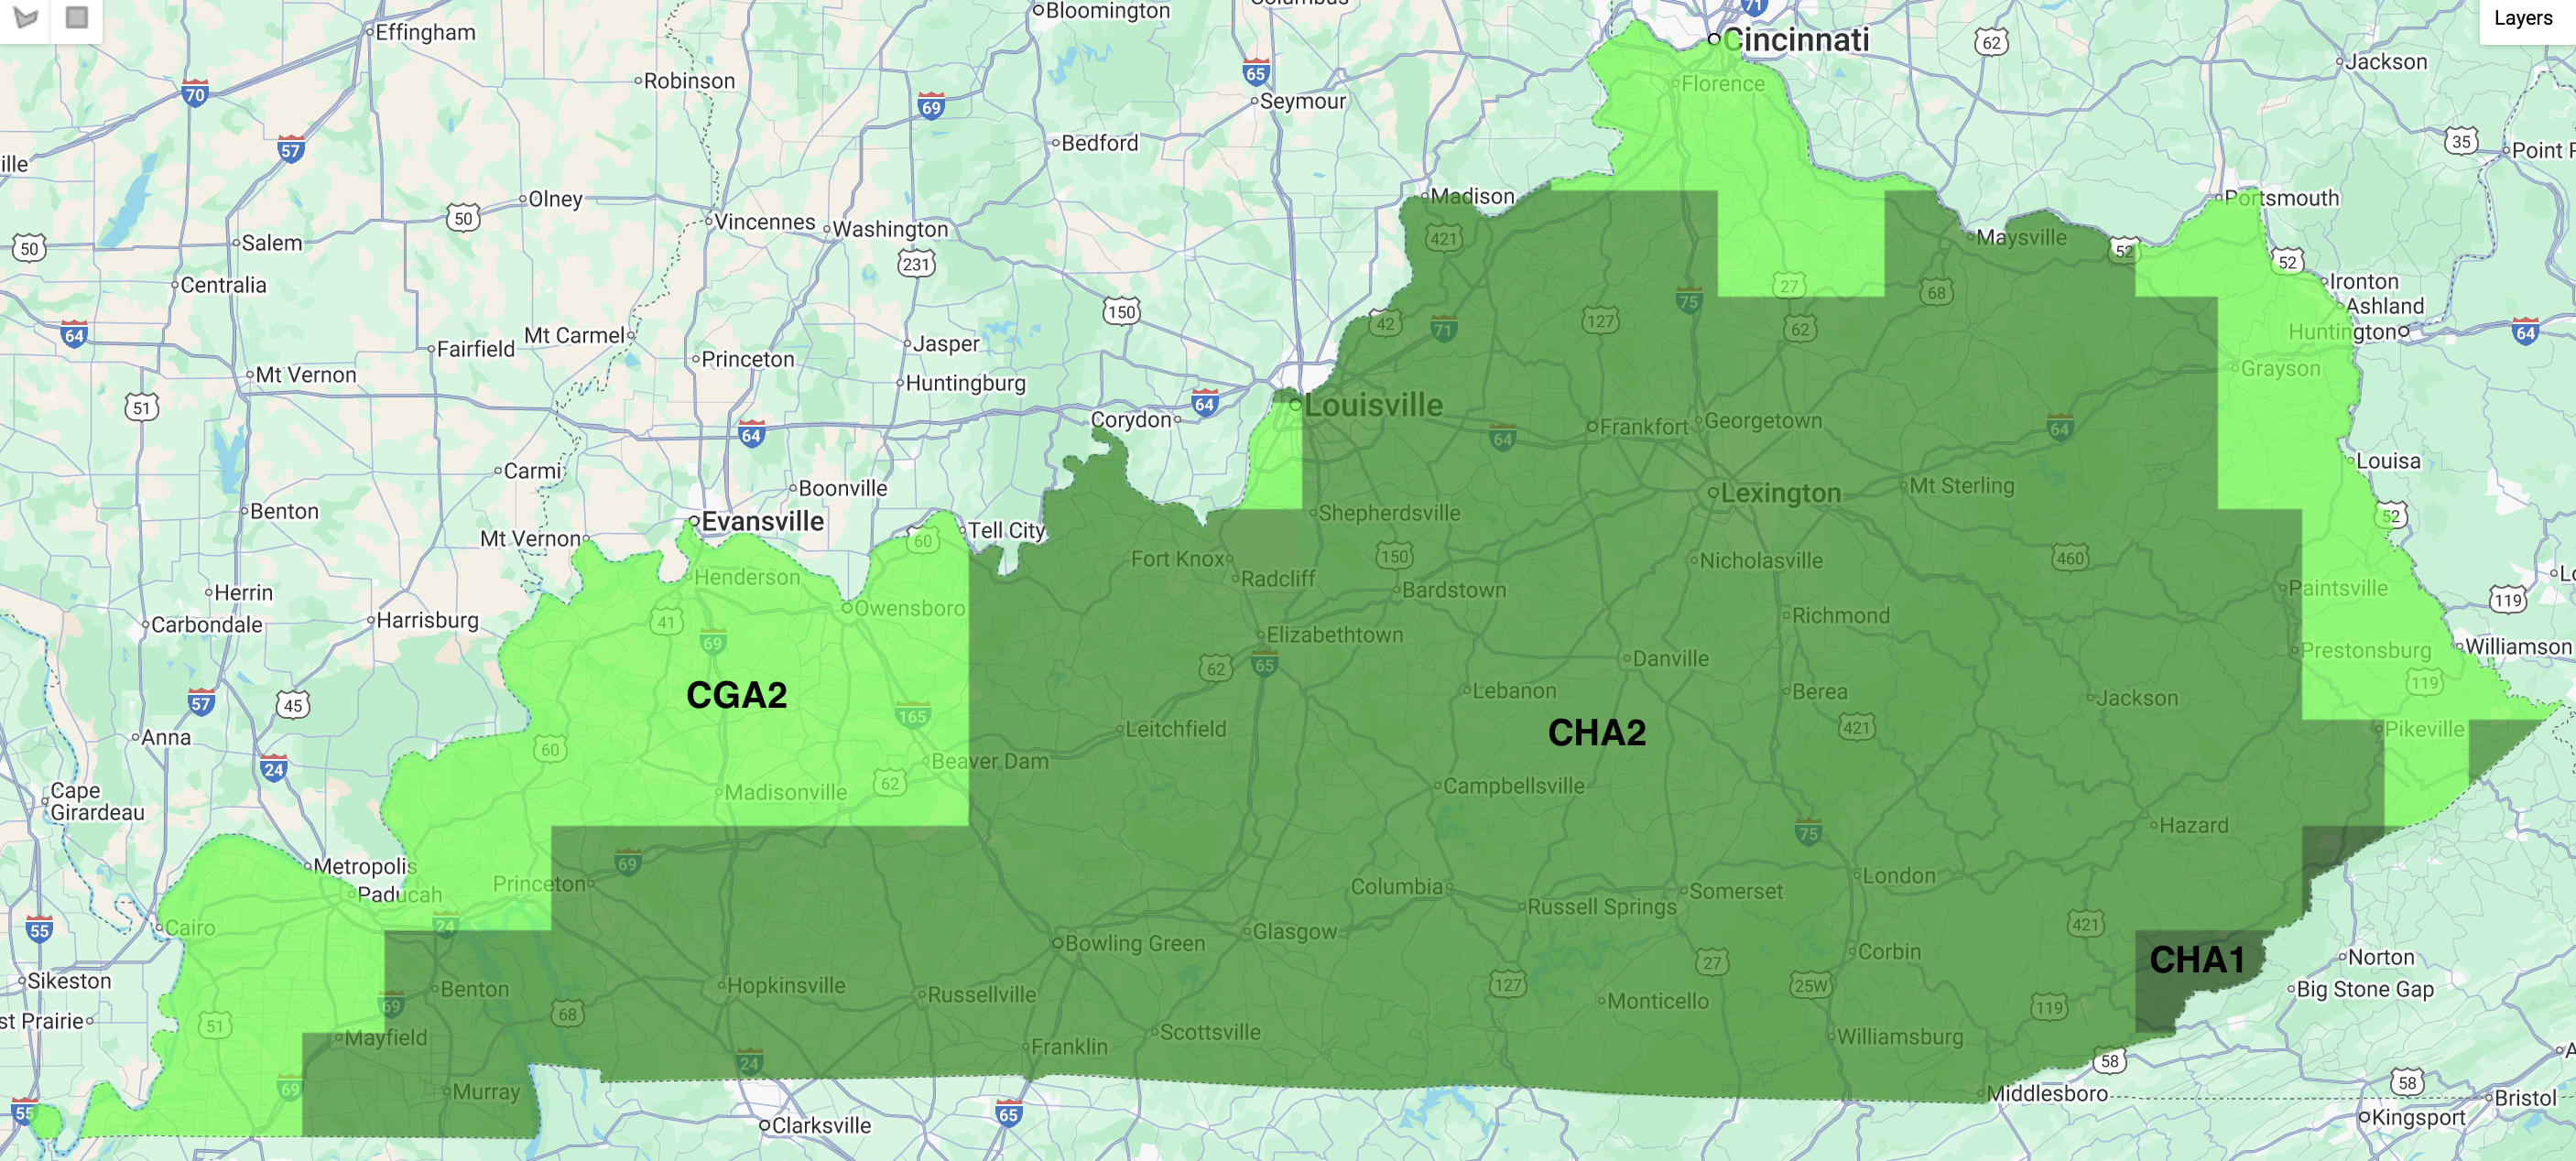 Effingham
Bloomington
Columbus
71
Cincinnati
62
Layers
Jackson
70
Robinson
69
65
Seymour
Florence
57
Bedford
35
Point P
ille
Olney
50
Vincennes
Washington
Madison
Portsmouth
50
Salem
231
421
Maysville
52
52
Centralia
150
27
68
Ironton
Ashland
64
Mt Carmel
Fairfield
Jasper
42
71
127
75
62
Huntington
64
Mt Vernon
Princeton
Huntingburg
Grayson
51
64
Corydon
64
Louisville
64
Frankfort
Georgetown
64
Carmi
Boonville
Louisa
Lexington
Mt Sterling
Benton
Evansville
Shepherdsville
52
Mt Vernon
60
Tell City
Fort Knox
150
Nicholasville
460
Henderson
Radcliff
Bardstown
Paintsville
Herrin
Owensboro
119
Carbondale
Harrisburg
41
69
Elizabethtown
Richmond
Williamson
62
65
Danville
Prestonsburg
57
45
CGA2
Lebanon
Berea
Jackson
119
165
CHA2
421
Anna
60
Leitchfield
Pikeville
24
Beaver Dam
62
Madisonville
Campbellsville
Cape
Girardeau
69
75
Hazard
Metropolis
Paducah
Princeton
Columbia
Somerset
London
Russell Springs
55
Cairo
24
Bowling Green
Glasgow
421
Corbin
CHA1
Norton
Sikeston
Benton
Hopkinsville
Russellville
127
27
25W
Big Stone Gap
69
68
Monticello
119
st Prairie
51
Mayfield
Scottsville
Williamsburg
Franklin
24
58
69
Murray
Middlesboro
58
Bristol
55
65
Clarksville
Kingsport